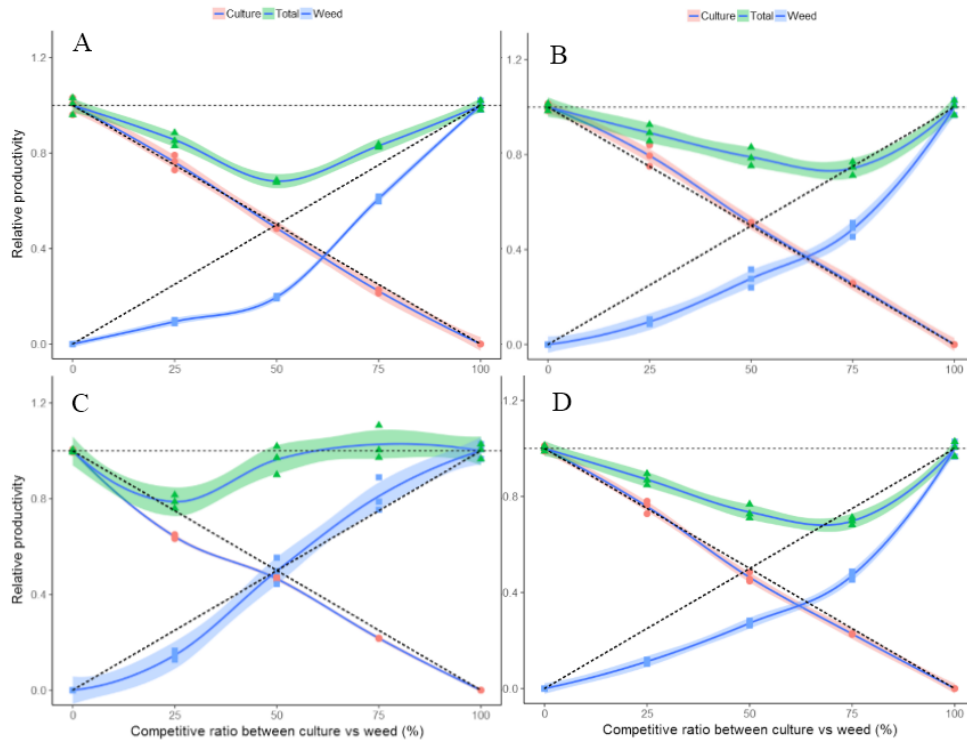 Culture Total Weed
Culture Total Weed
A
B
1.2
0.8
0.4
0.0
Relative productivity
0 25 50 75 100
1.2
0.8
0.4
0.0
0 25 50 75 100
C
D
1.2
0.8
0.4
0.0
Relative productivity
0 25 50 75 100
Competitive ratio between culture vs weed (%)
1.2
0.8
0.4
0.0
0 25 50 75 100
Competitive ratio between culture vs weed (%)